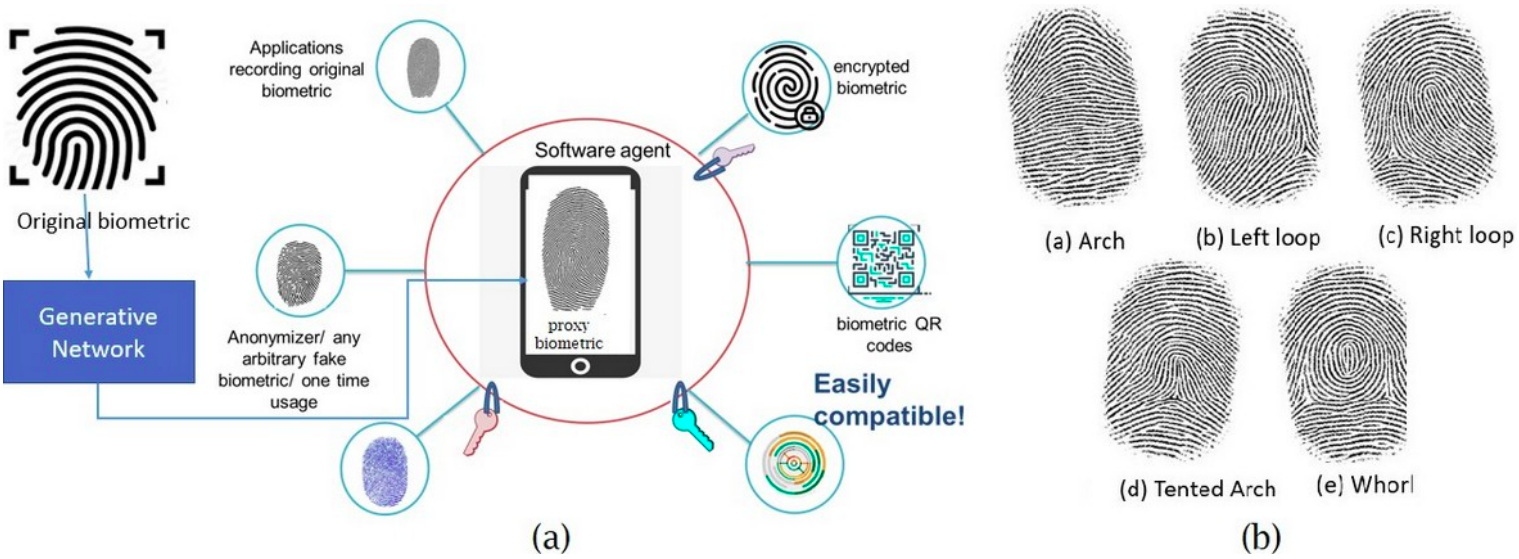 Original biometric
Generative
Network
Applications
recording original
biometric
Anonymizer/ any
arbitrary fake
biometric/ one time
usage
Software agent
proxy
biometric
encrypted
biometric
biometric QR
codes
Easily
compatible!
(a)
(a) Arch
(b) Left loop
(c) Right loop
(d) Tented Arch
(e) Whorl
(b)